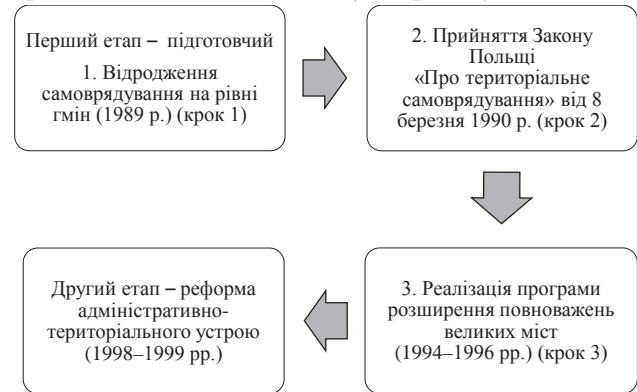 Перший етап – підготовчий
1. Відродження
самоврядування на рівні
гмін (1989 р.) (крок 1)
2. Прийняття Закону
Польщі
«Про територіальне
самоврядування» від 8
березня 1990 р. (крок 2)
3. Реалізація програми
розширення повноважень
великих міст
(1994–1996 рр.) (крок 3)
Другий етап – реформа
адміністративно-
територіального устрою
(1998–1999 рр.)